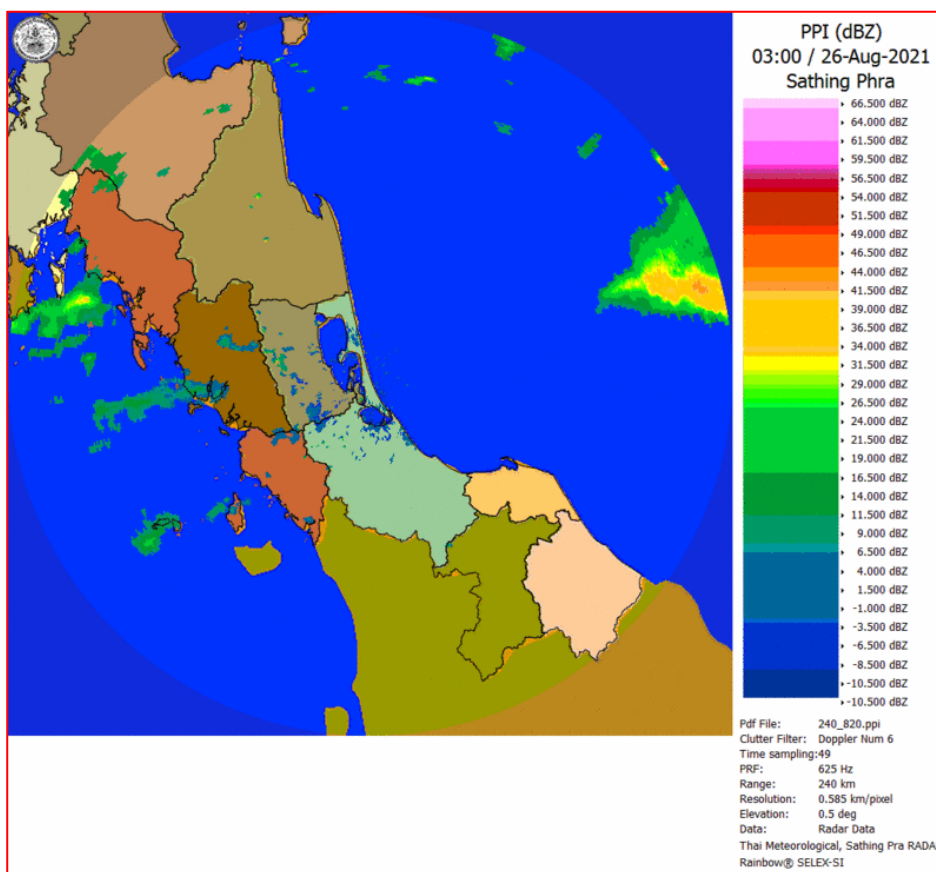 PPI (dBZ)
03:00 / 26-Aug-2021
Sathing Phra
66.500 dBZ
64.000 dBZ
61.500 dBZ
59.500 dBZ
56.500 dBZ
54.000 dBZ
51.500 dBZ
49.000 dBZ
46.500 dBZ
44.000 dBZ
41.500 dBZ
39.000 dBZ
36.500 dBZ
34.000 dBZ
31.500 dBZ
29.000 dBZ
26.500 dBZ
24.000 dBZ
21.500 dBZ
19.000 dBZ
16.500 dBZ
14.000 dBZ
11.500 dBZ
9.000 dBZ
6.500 dBZ
4.000 dBZ
1.500 dBZ
-1.000 dBZ
-3.500 dBZ
-6.500 dBZ
-8.500 dBZ
-10.500 dBZ
-10.500 dBZ
Pdf File: 240_820.ppi
Clutter Filter: Doppler Num 6
Time sampling:49
PRF: 625 Hz
Range: 240 km
Resolution: 0.585 km/pixel
Elevation: 0.5 deg
Data: Radar Data
Thai Meteorological, Sathing Pra RADA
Rainbow® SELEX-SI